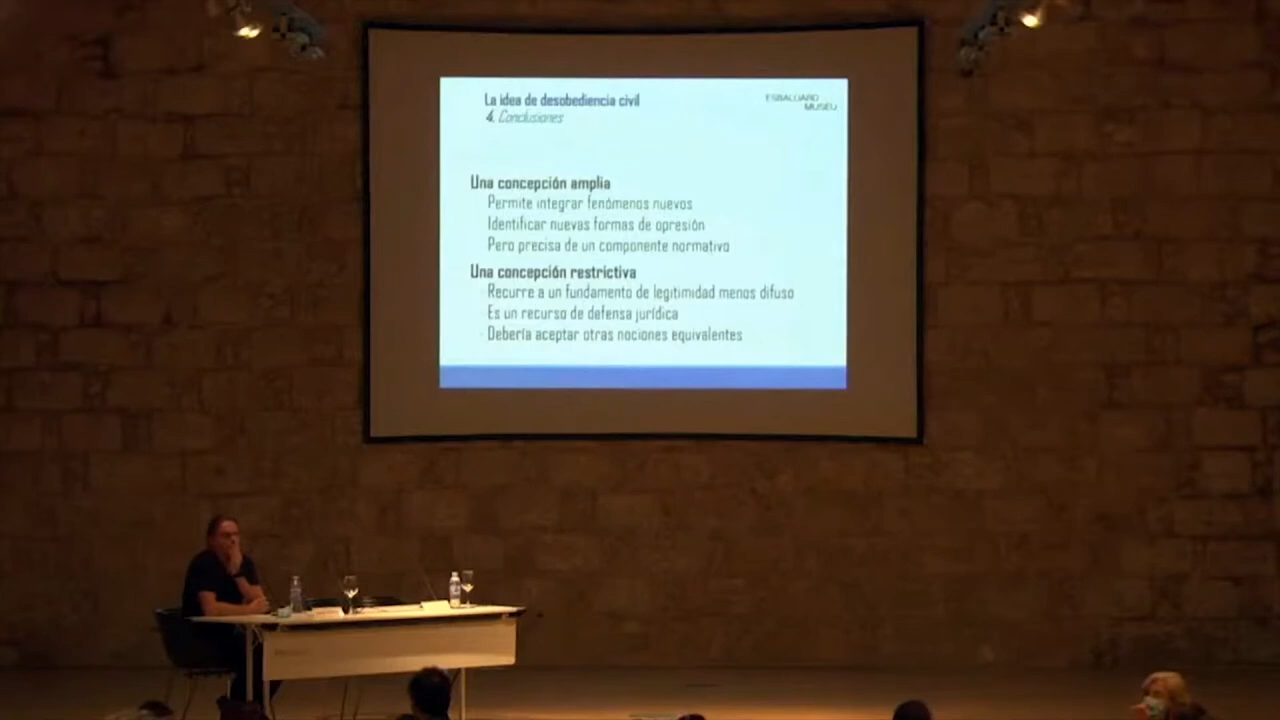 La idea de desobediencia civil
4. Conclusiones
ESBALUARD
MUSEU
Una concepción amplia
Permite integrar fenómenos nuevos
Identificar nuevas formas de opresión
Pero precisa de un componente normativo
Una concepción restrictiva
Recurre a un fundamento de legitimidad menos difuso
Es un recurso de defensa jurídica
Debería aceptar otras nociones equivalentes